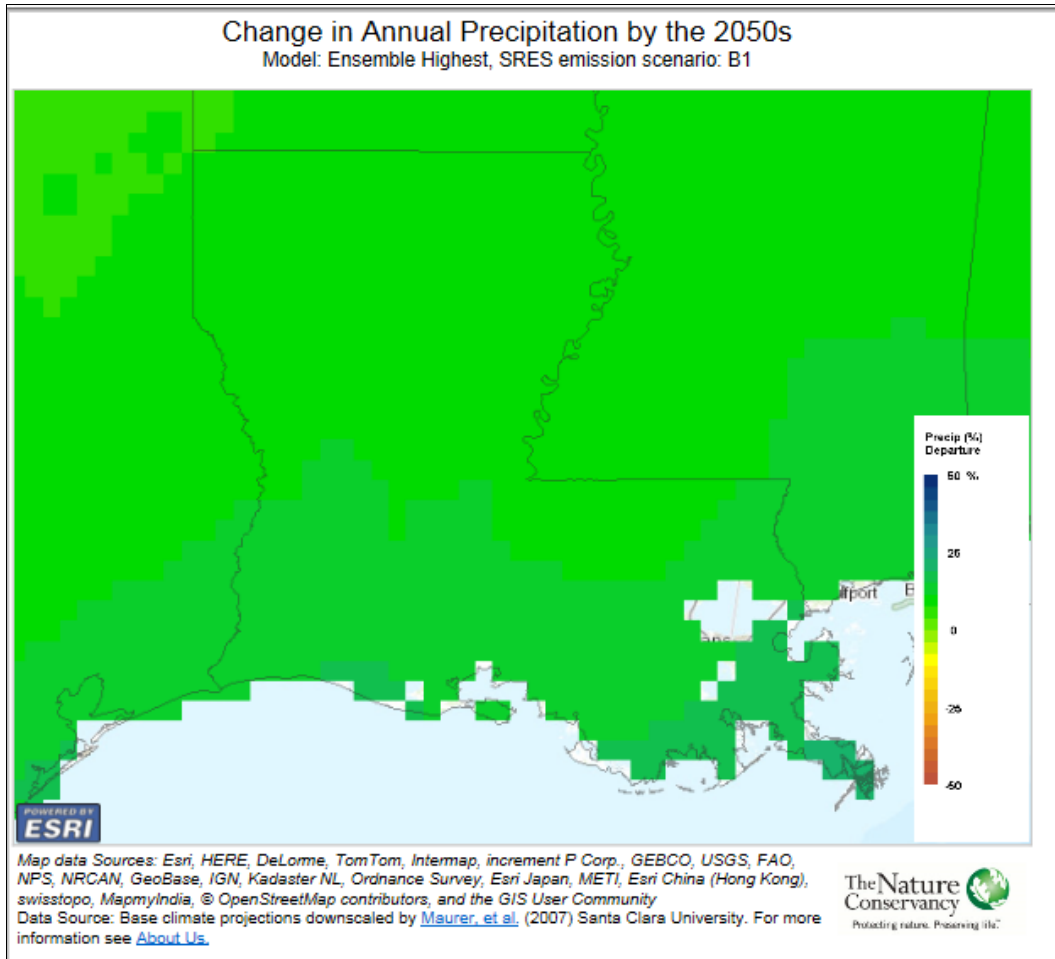 Change in Annual Precipitation by the 2050s
Model: Ensemble Highest, SRES emission scenario: B1
Precip (%)
Departure
50 %
25
0
-25
-50
lfport
B
ans
POWERED BY
ESRI
Map data Sources: Esri, HERE, DeLorme, TomTom, Intermap, increment P Corp., GEBCO, USGS, FAO,
NPS, NRCAN, GeoBase, IGN, Kadaster NL, Ordnance Survey, Esri Japan, METI, Esri China (Hong Kong),
swisstopo, MapmyIndia, © OpenStreetMap contributors, and the GIS User Community
Data Source: Base climate projections downscaled by Maurer, et al. (2007) Santa Clara University. For more
information see About Us.
The Nature
Conservancy
Protecting nature. Preserving life.™